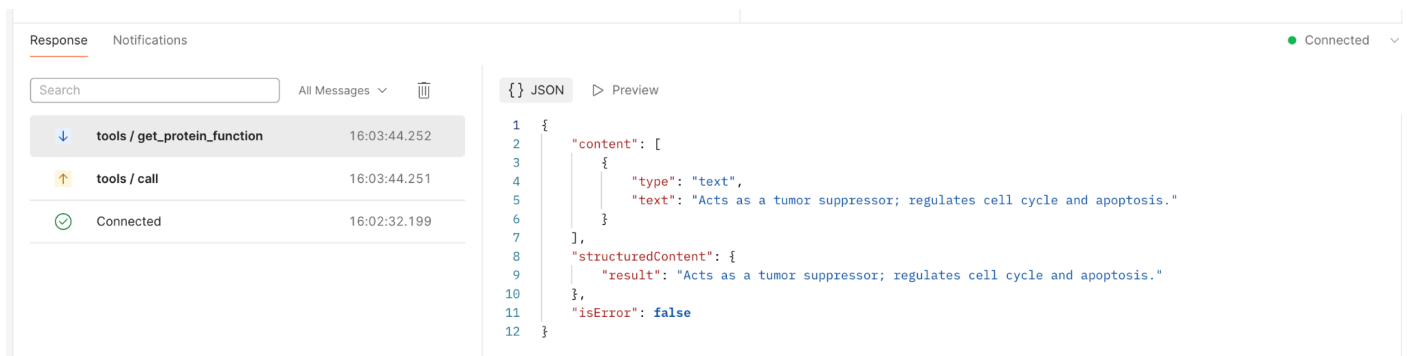 Response Notifications Connected
Search All Messages
tools / get_protein_function 16:03:44.252
tools / call 16:03:44.251
Connected 16:02:32.199
{} JSON Preview
1 {
2 "content": [
3 {
4 "type": "text",
5 "text": "Acts as a tumor suppressor; regulates cell cycle and apoptosis."
6 }
7 ],
8 "structuredContent": {
9 "result": "Acts as a tumor suppressor; regulates cell cycle and apoptosis."
10 },
11 "isError": false
12 }